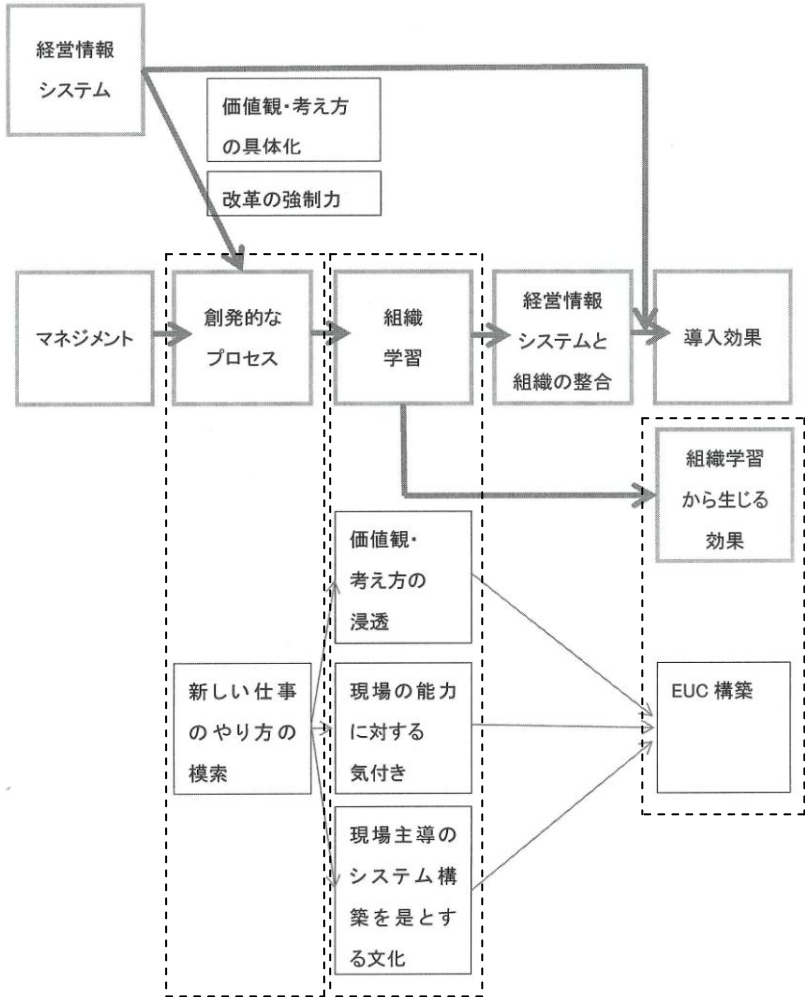 経営情報
システム
価値観・考え方
の具体化
改革の強制力
マネジメント
創発的な
プロセス
組織
学習
経営情報
システムと
組織の整合
導入効果
組織学習
から生じる
効果
価値観・
考え方の
浸透
新しい仕事
のやり方の
模索
現場の能力
に対する
気付き
EUC 構築
現場主導の
システム構
築を是とす
る文化